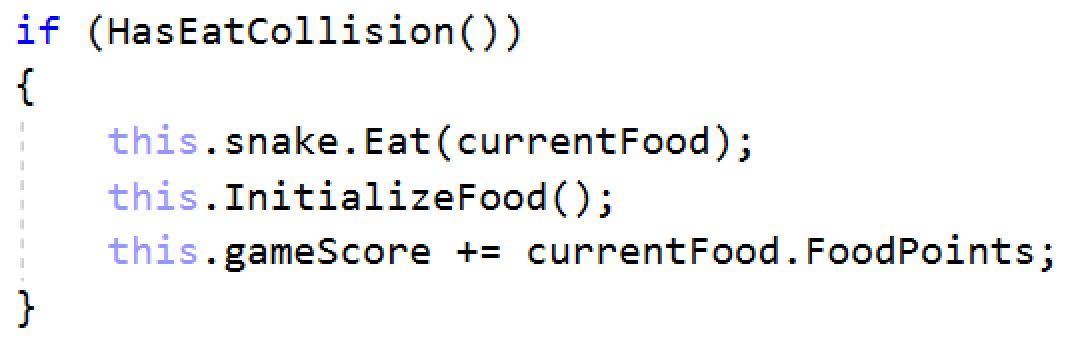 if (HasEatCollision())
{
    this.snake.Eat(currentFood);
    this.InitializeFood();
    this.gameScore += currentFood.FoodPoints;
}